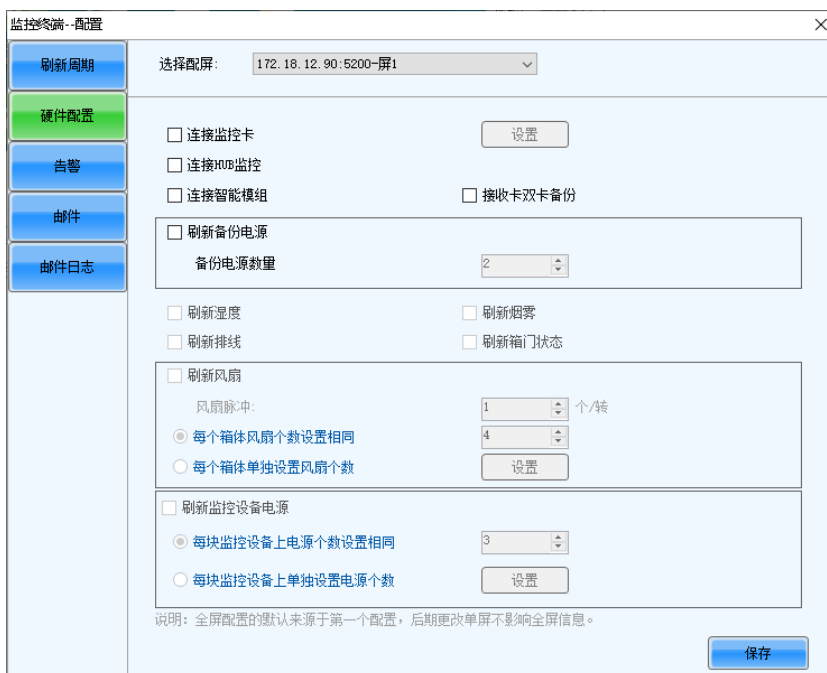 监控终端--配置
刷新周期
选择配屏: 172.18.12.90:5200-屏1
硬件配置
连接监控卡 设置
告警
连接HUB监控
连接智能模组 接收卡双卡备份
邮件
刷新备份电源
邮件日志
备份电源数量 2
刷新湿度 刷新烟雾
刷新排线 刷新箱门状态
刷新风扇
风扇脉冲: 1 个/转
每个箱体风扇个数设置相同 4
每个箱体单独设置风扇个数 设置
刷新监控设备电源
每块监控设备上电源个数设置相同 3
每块监控设备上单独设置电源个数 设置
说明: 全屏配置的默认来源于第一个配置，后期更改单屏不影响全屏信息。
保存